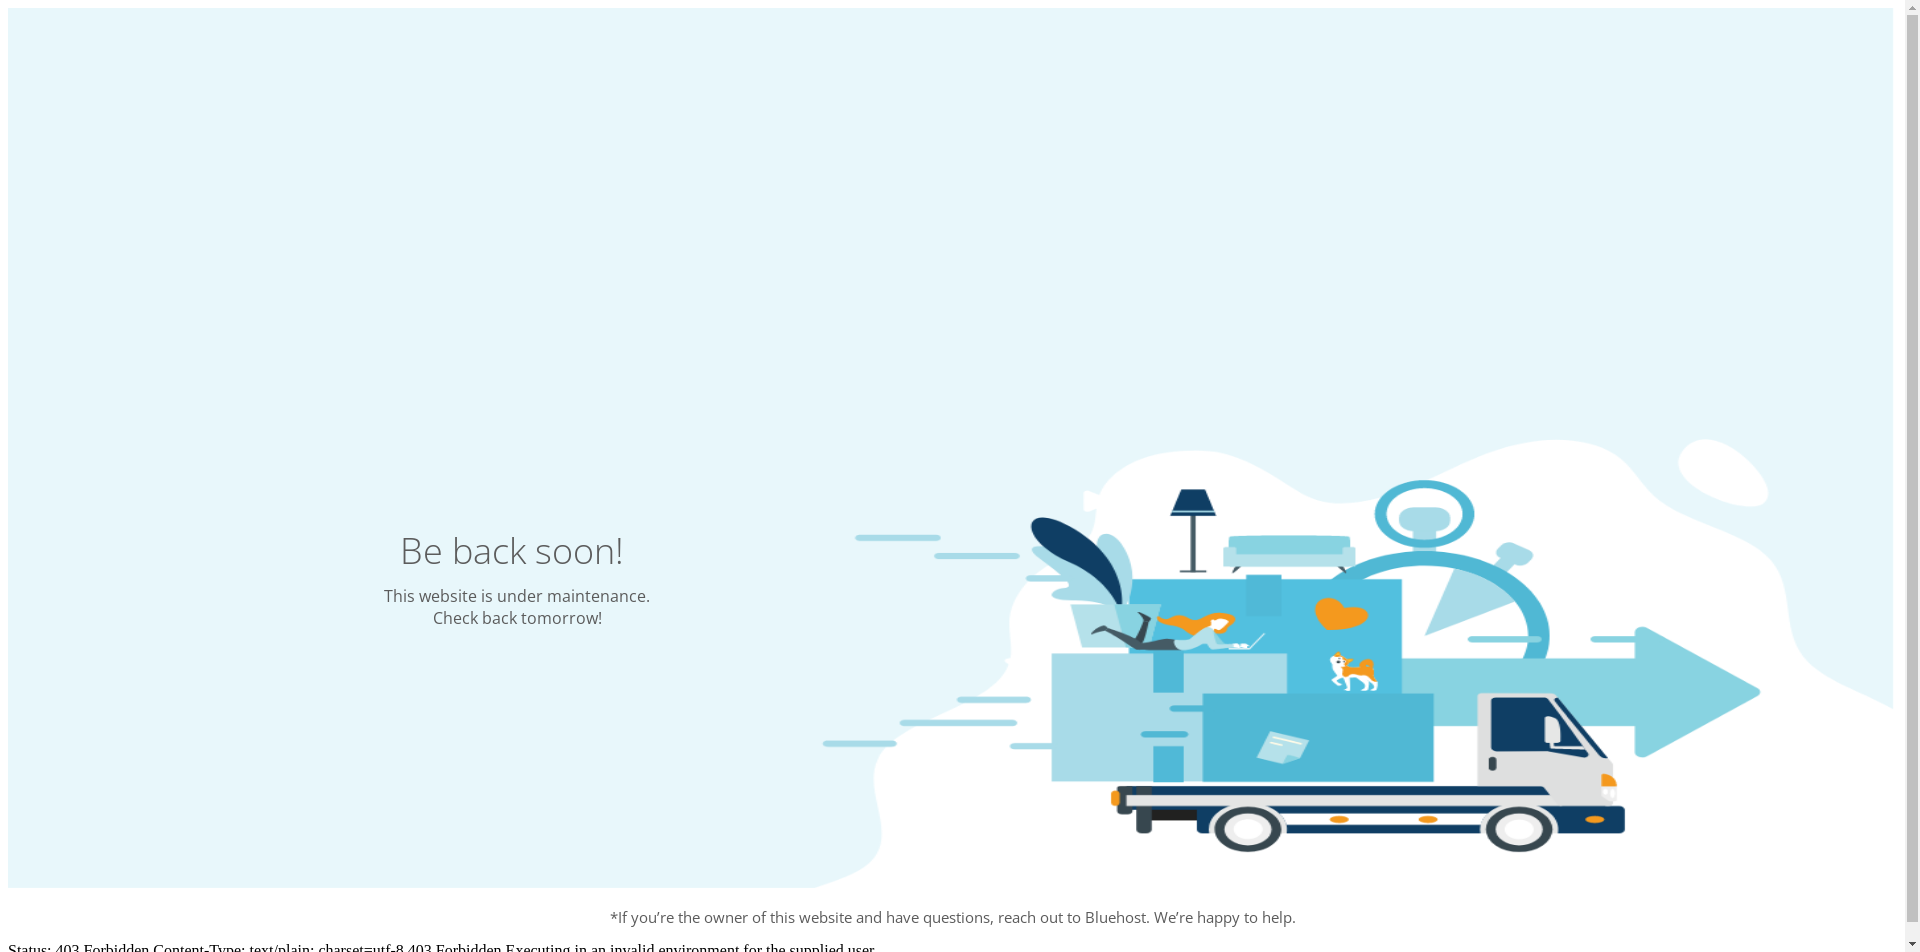 Be back soon!
This website is under maintenance.
Check back tomorrow!
*If you’re the owner of this website and have questions, reach out to Bluehost. We’re happy to help.
Status: 403 Forbidden Content-Type: text/plain; charset=utf-8 403 Forbidden Executing in an invalid environment for the supplied user